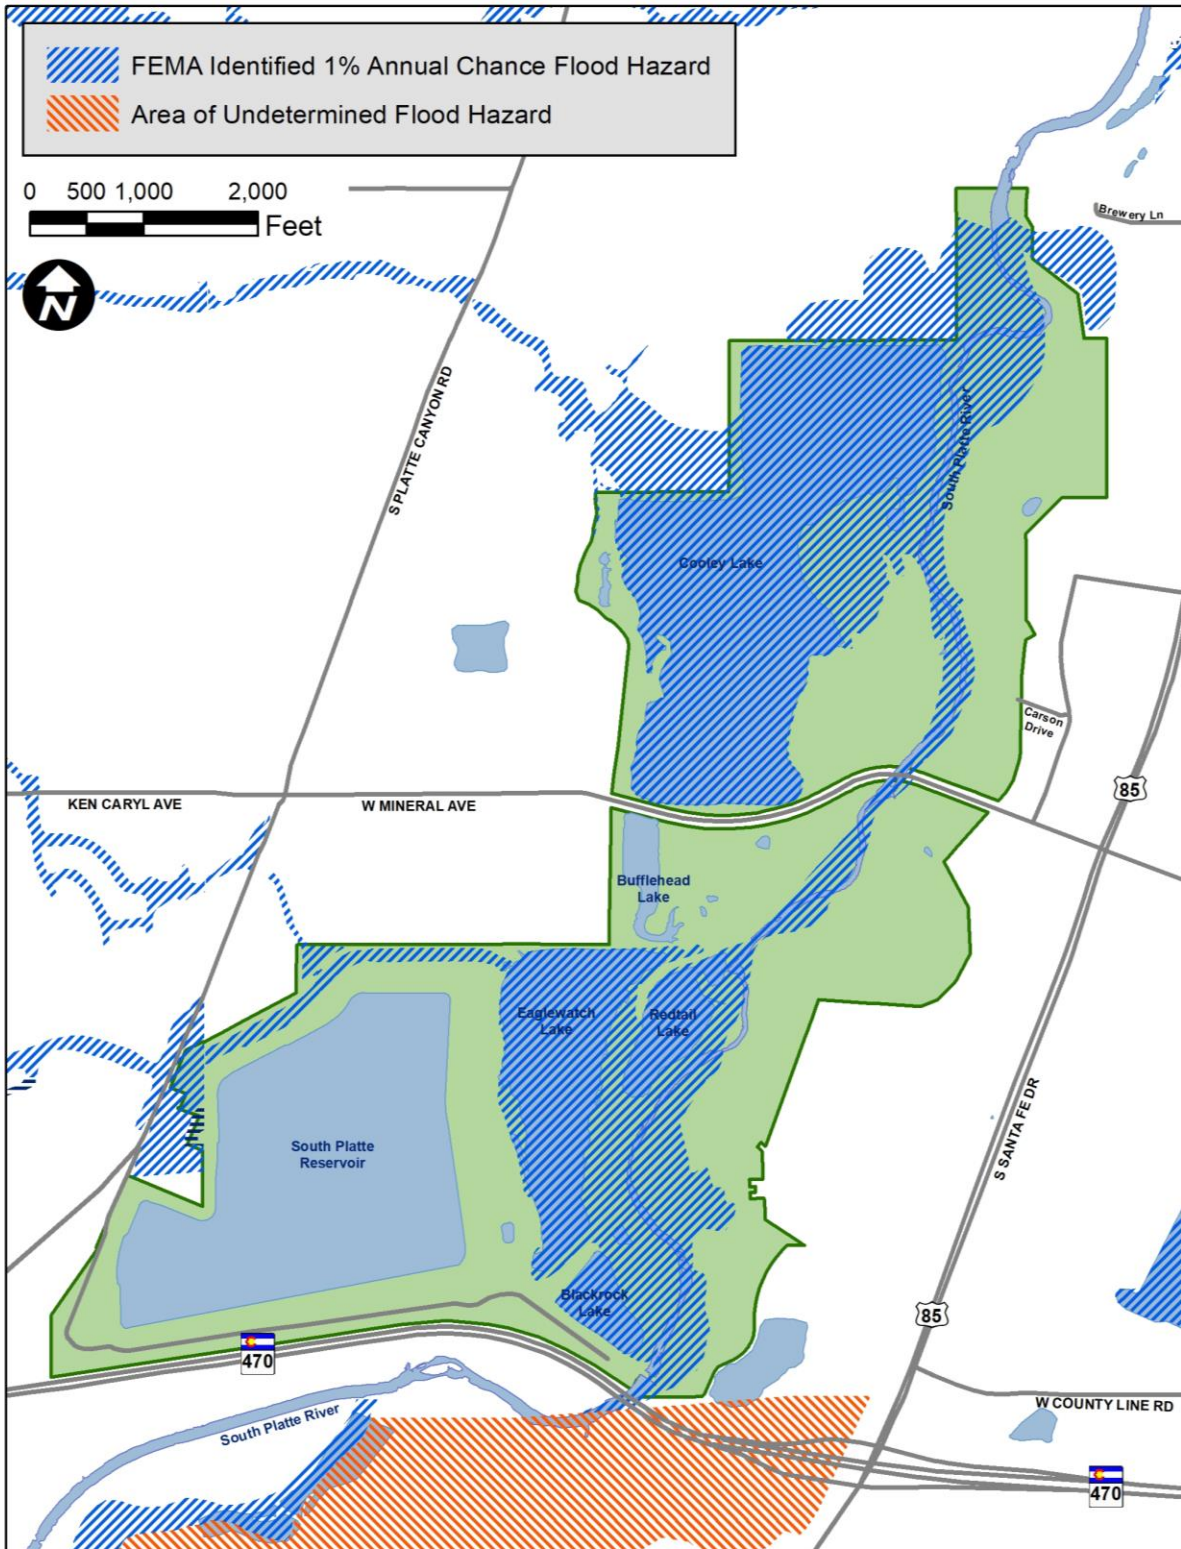 FEMA Identified 1% Annual Chance Flood Hazard
Area of Undetermined Flood Hazard
0 500 1,000 2,000
Feet
N
Brewery Ln
S PLATTE CANYON RD
South Platte River
Cooley Lake
Carson
Drive
85
KEN CARYL AVE
W MINERAL AVE
Bufflehead
Lake
Eaglewatch
Lake
Redtail
Lake
S SANTA FE DR
South Platte
Reservoir
Blackrock
Lake
85
470
W COUNTY LINE RD
South Platte River
470